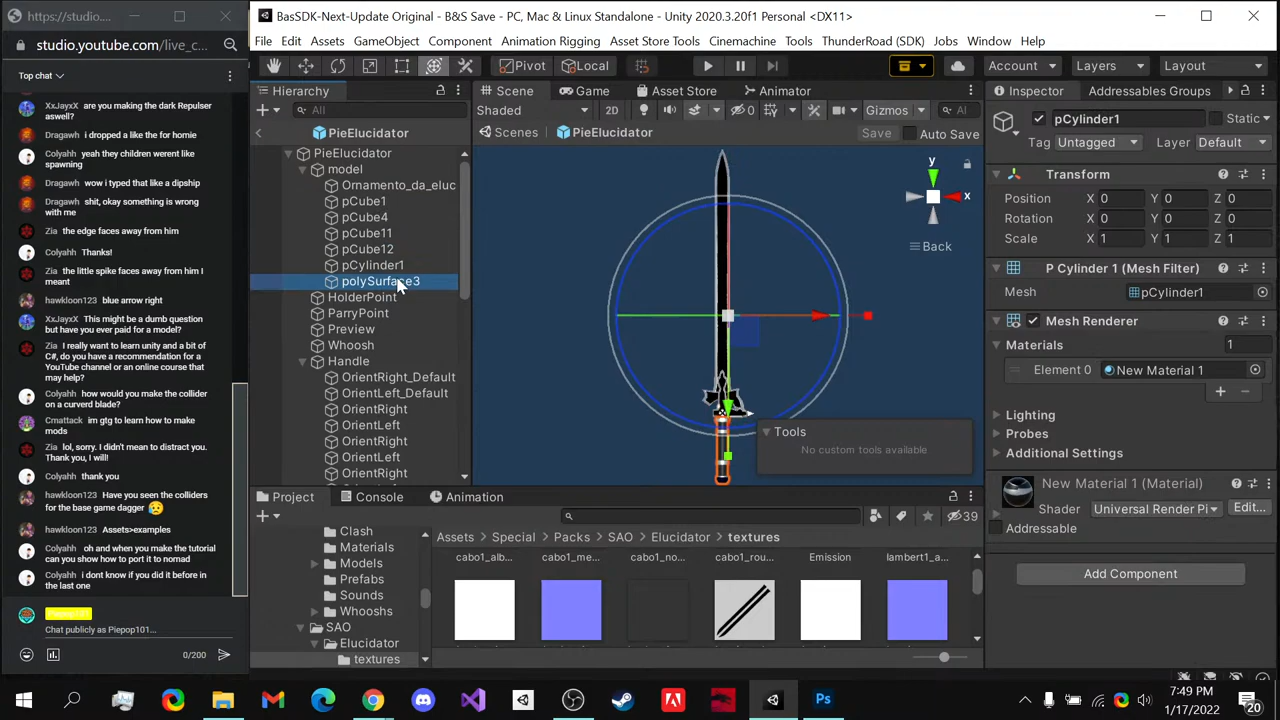 https://studio.youtube.com/
studio.youtube.com/live_c...
Top chat
XxJayxX are you making the dark Repulser
aswell?
Dragawh i dropped a like the for homie
Colyahh yeah they children werent like
spawning
Dragawh wow i typed that like a dipship
Dragawh shit, okay something is wrong
with me
Zia the edge faces away from him
Colyahh Thanks!
Zia the little spike faces away from him I
meant
hawkloon123 blue arrow right
XxJayxX This might be a dumb question
but have you ever paid for a model?
Zia I really want to learn unity and a bit of
C#, do you have a recommendation for a
YouTube channel or an online course that
may help?
Colyahh how would you make the collider
on a curverd blade?
Cmattack im gtg to learn how to make
mods
Zia lol, sorry. I didn't mean to distract you.
Thank you, I will!
Colyahh thank you
hawkloon123 Have you seen the colliders
for the base game dagger 😥
hawkloon123 Assets>examples
Colyahh oh and when you make the tutorial
can you show how to port it to nomad
Colyahh i dont know if you did it before in
the last one
Piepop101
Chat publicly as Piepop101...
0/200
BasSDK-Next-Update Original - B&S Save - PC, Mac & Linux Standalone - Unity 2020.3.20f1 Personal <DX11>
File Edit Assets GameObject Component Animation Rigging Asset Store Tools Cinemachine Tools ThunderRoad (SDK) Jobs Window Help
Pivot Local Account Layers Layout
Hierarchy
All
PieElucidator
PieElucidator
model
Ornamento_da_eluc
pCube1
pCube4
pCube11
pCube12
pCylinder1
polySurface3
HolderPoint
ParryPoint
Preview
Whoosh
Handle
OrientRight_Default
OrientLeft_Default
OrientRight
OrientLeft
OrientRight
OrientLeft
OrientRight
Scene Game Asset Store Animator
Shaded 2D 0 Gizmos Al
Scenes PieElucidator Save Auto Save
y
x
Back
Tools
No custom tools available
Inspector Addressables Groups
pCylinder1 Static
Tag Untagged Layer Default
Transform
Position X 0 Y 0 Z 0
Rotation X 0 Y 0 Z 0
Scale X 1 Y 1 Z 1
P Cylinder 1 (Mesh Filter)
Mesh pCylinder1
Mesh Renderer
Materials 1
Element 0 New Material 1
Lighting
Probes
Additional Settings
New Material 1 (Material)
Shader Universal Render Pi Edit...
Addressable
Add Component
Project Console Animation
39
Clash
Materials
Models
Prefabs
Sounds
Whooshs
SAO
Elucidator
textures
Assets Special Packs SAO Elucidator textures
cabo1_alb... cabo1_me... cabo1_no... cabo1_rou... Emission lambert1_a...
7:49 PM
1/17/2022
20